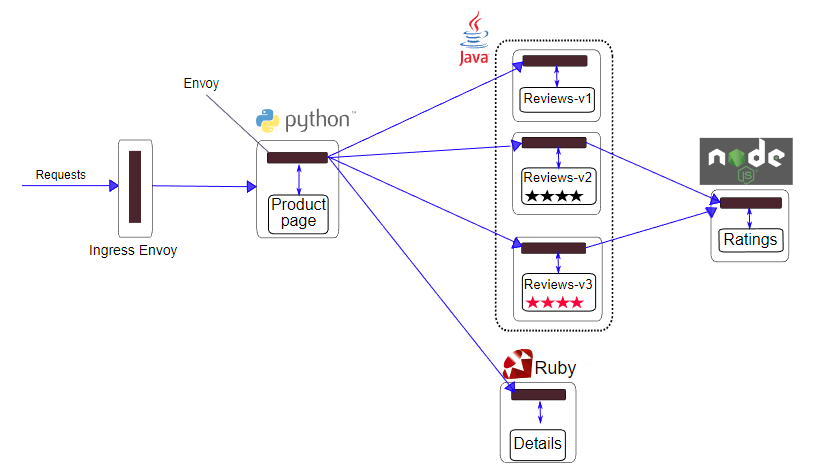 Java
Reviews-v1
Envoy
python™
Requests
Ingress Envoy
Product
page
Reviews-v2
node
JS
Ratings
Reviews-v3
Ruby
Details